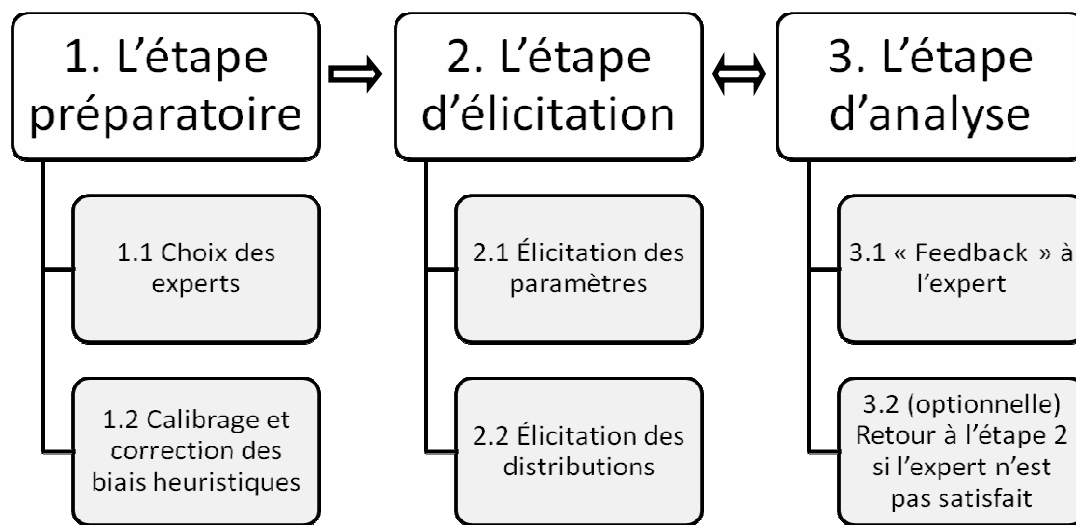 1. L’étape
préparatoire
2. L’étape
d’élicitation
3. L’étape
d’analyse
1.1 Choix des
experts
2.1 Élicitation des
paramètres
3.1 « Feedback » à
l’expert
1.2 Calibrage et
correction des
biais heuristiques
2.2 Élicitation des
distributions
3.2 (optionnelle)
Retour à l’étape 2
si l’expert n’est
pas satisfait